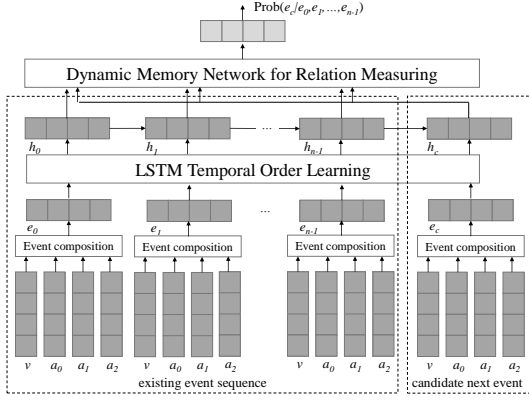 Prob(e_c/e_0,e_1,...,e_{n-1})
Dynamic Memory Network for Relation Measuring
h_0 h_1 ... h_{n-1} h_c
LSTM Temporal Order Learning
e_0 e_1 ... e_{n-1} e_c
Event composition Event composition Event composition Event composition
v a_0 a_1 a_2 v a_0 a_1 a_2 v a_0 a_1 a_2 v a_0 a_1 a_2
existing event sequence candidate next event